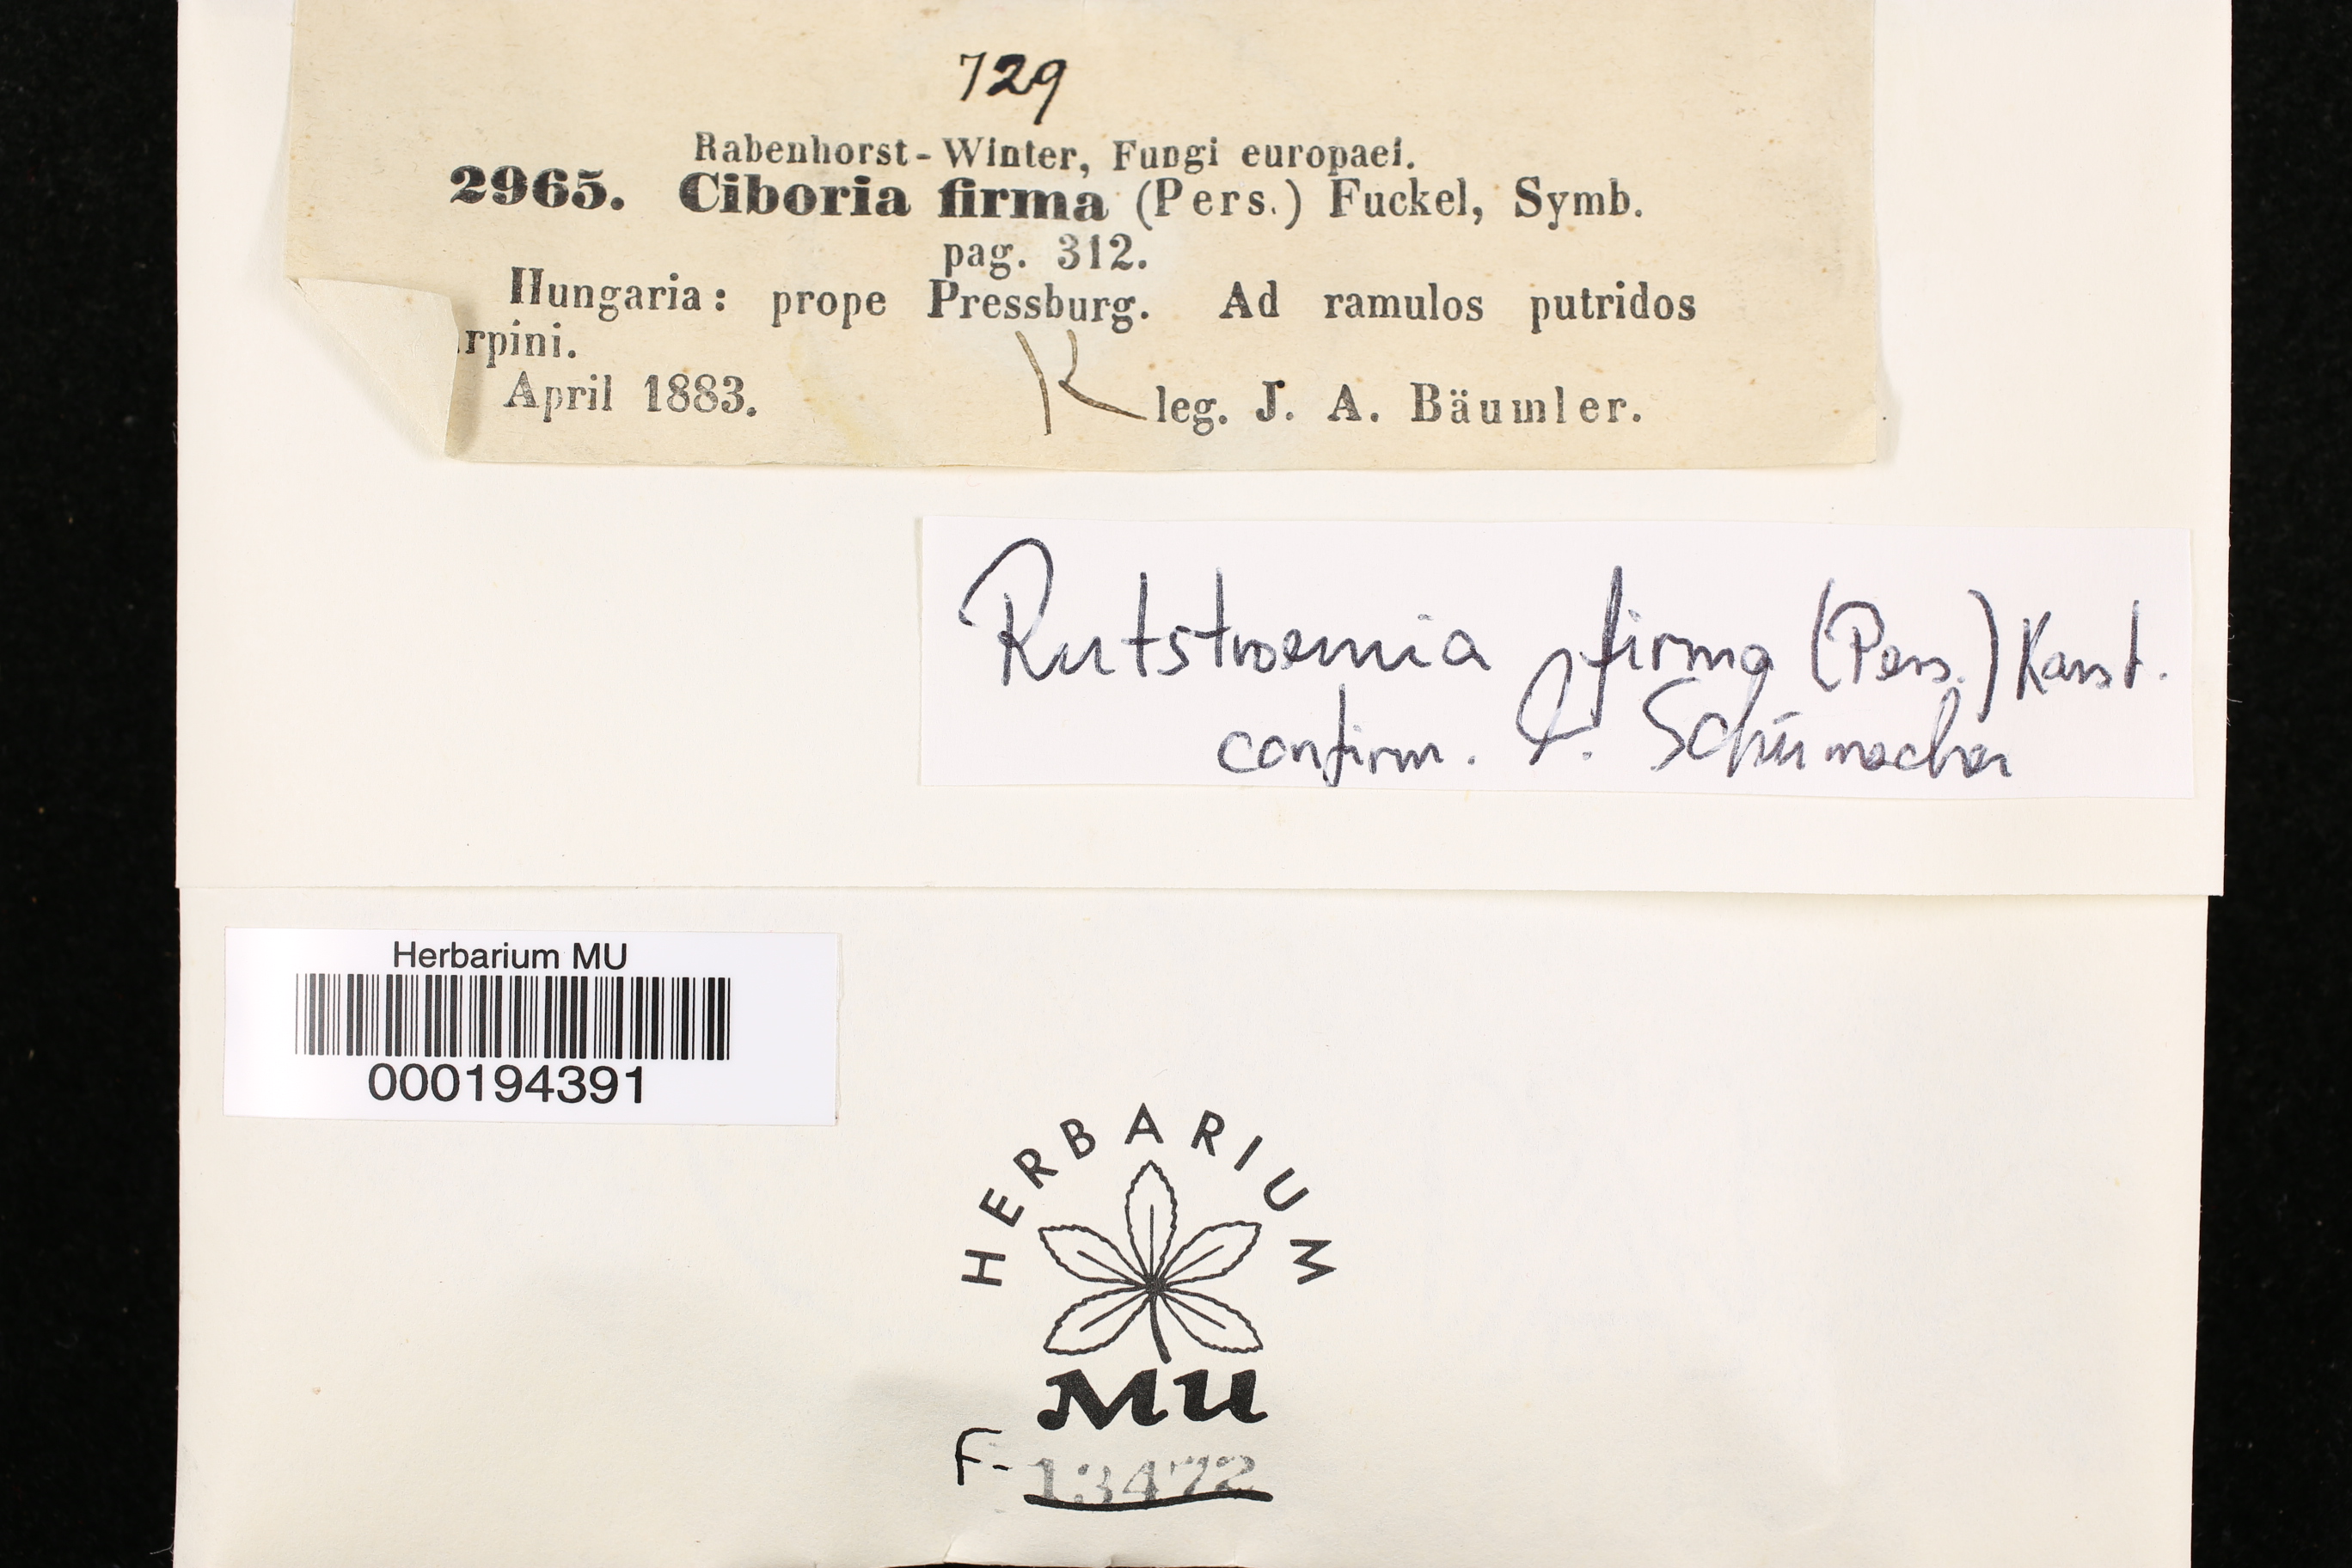 729
Rabenhorst-Winter, Fungi europaei.
2965. Ciboria firma (Pers.) Fuckel, Symb.
pag. 312.
Hungaria: prope Pressburg. Ad ramulos putridos
rpini.
April 1883.
K
leg. J. A. Bäumler.
Rutstroemia firma (Pers.) Karst.
confirm. Schumacher
Herbarium MU
000194391
HERBARIUM
MU
F-13472